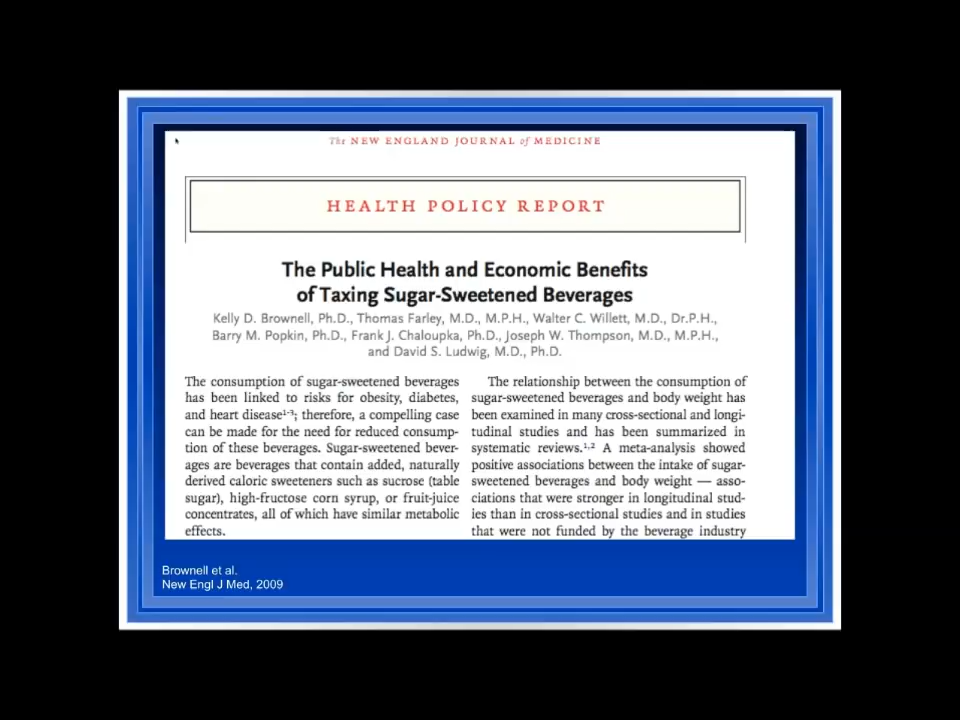 The NEW ENGLAND JOURNAL of MEDICINE
HEALTH POLICY REPORT
The Public Health and Economic Benefits
of Taxing Sugar-Sweetened Beverages
Kelly D. Brownell, Ph.D., Thomas Farley, M.D., M.P.H., Walter C. Willett, M.D., Dr.P.H.,
Barry M. Popkin, Ph.D., Frank J. Chaloupka, Ph.D., Joseph W. Thompson, M.D., M.P.H.,
and David S. Ludwig, M.D., Ph.D.
The consumption of sugar-sweetened beverages
has been linked to risks for obesity, diabetes,
and heart disease¹⁻³; therefore, a compelling case
can be made for the need for reduced consump-
tion of these beverages. Sugar-sweetened bever-
ages are beverages that contain added, naturally
derived caloric sweeteners such as sucrose (table
sugar), high-fructose corn syrup, or fruit-juice
concentrates, all of which have similar metabolic
effects.
The relationship between the consumption of
sugar-sweetened beverages and body weight has
been examined in many cross-sectional and longi-
tudinal studies and has been summarized in
systematic reviews.¹,² A meta-analysis showed
positive associations between the intake of sugar-
sweetened beverages and body weight — asso-
ciations that were stronger in longitudinal stud-
ies than in cross-sectional studies and in studies
that were not funded by the beverage industry
Brownell et al.
New Engl J Med, 2009